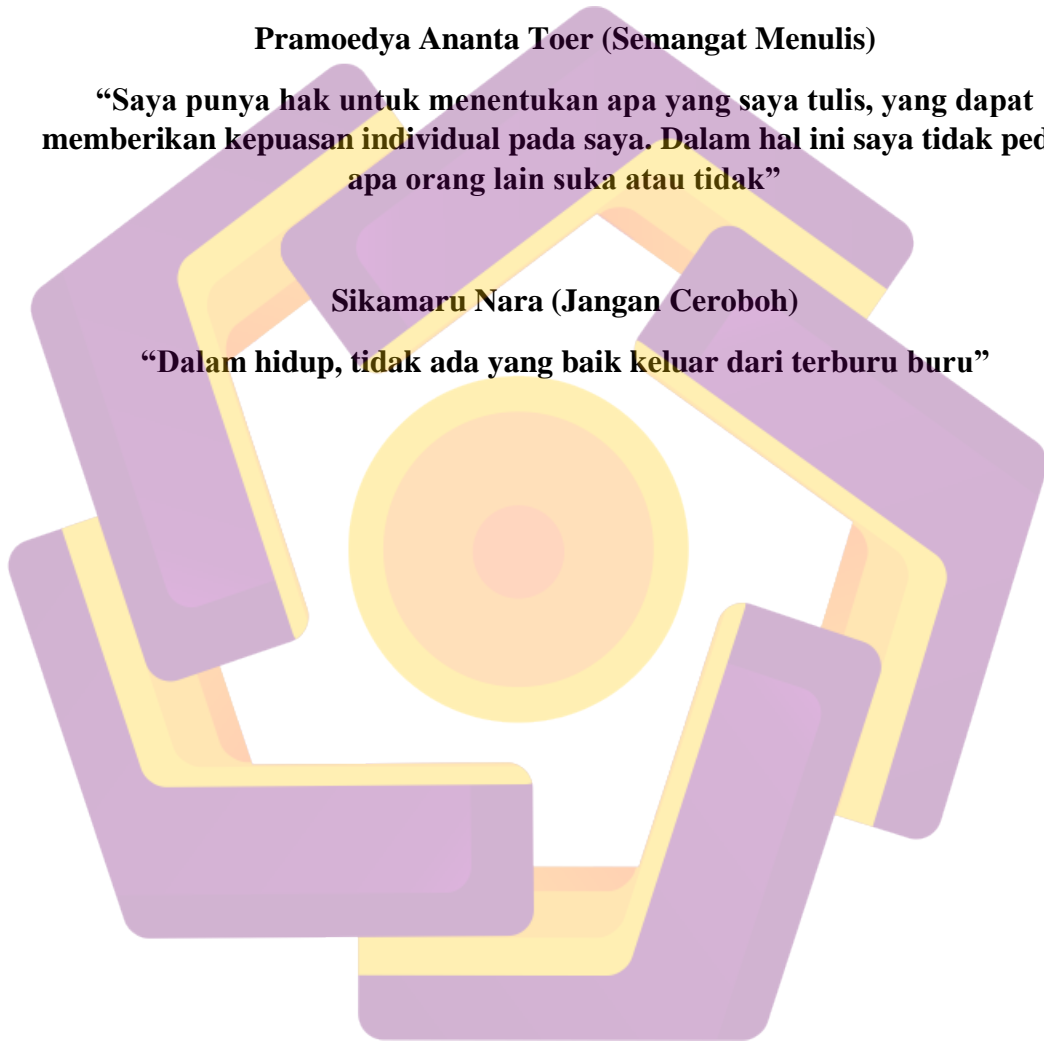 Pramoedya Ananta Toer (Semangat Menulis)
“Saya punya hak untuk menentukan apa yang saya tulis, yang dapat
memberikan kepuasan individual pada saya. Dalam hal ini saya tidak ped
apa orang lain suka atau tidak”
Sikamaru Nara (Jangan Ceroboh)
“Dalam hidup, tidak ada yang baik keluar dari terburu buru”